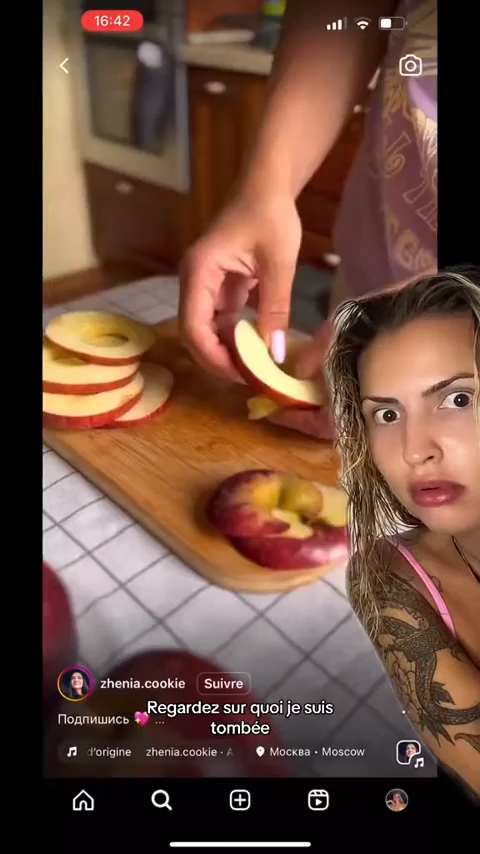 16:42
zhenia.cookie
Suivre
Подпишись 💖 ...
Regardez sur quoi je suis
tombée
d'origine zhenia.cookie · A
Москва • Moscow